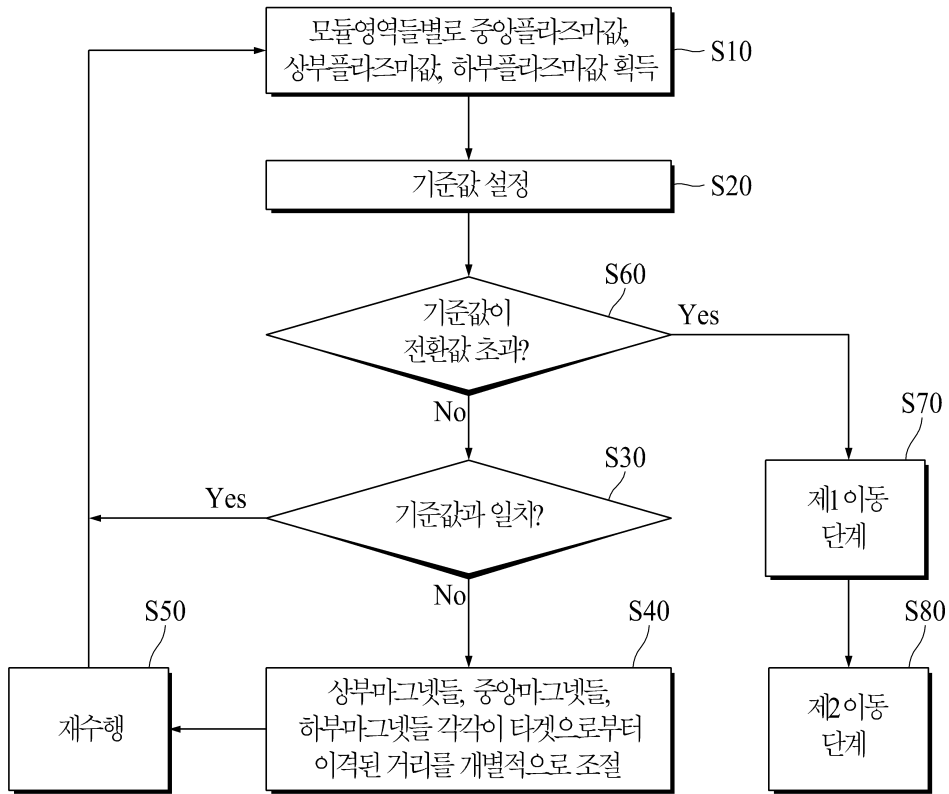 모듈영역들별로 중앙플라즈마값,
상부플라즈마값, 하부플라즈마값 획득
S10
기준값 설정
S20
S60
기준값이
전환값 초과?
Yes
No
S70
S30
제1 이동
단계
기준값과 일치?
Yes
No
S50
S40
S80
재수행
상부마그넷들, 중앙마그넷들,
하부마그넷들 각각이 타겟으로부터
이격된 거리를 개별적으로 조절
제2 이동
단계